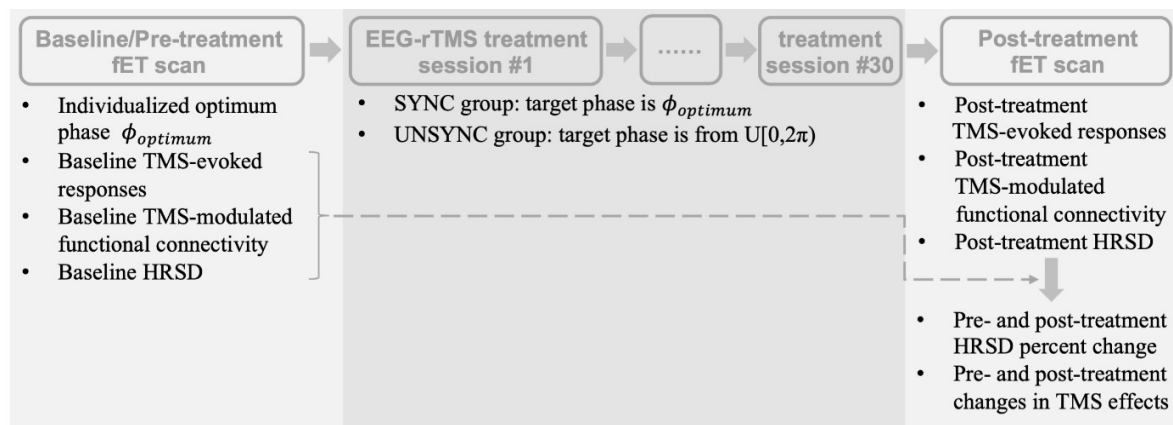 Baseline/Pre-treatment
fET scan
EEG-rTMS treatment
session #1
......
treatment
session #30
Post-treatment
fET scan
• Individualized optimum
phase ϕoptimum
• Baseline TMS-evoked
responses
• Baseline TMS-modulated
functional connectivity
• Baseline HRSD
• SYNC group: target phase is ϕoptimum
• UNSYNC group: target phase is from U[0,2π)
• Post-treatment
TMS-evoked responses
• Post-treatment
TMS-modulated
functional connectivity
• Post-treatment HRSD
• Pre- and post-treatment
HRSD percent change
• Pre- and post-treatment
changes in TMS effects